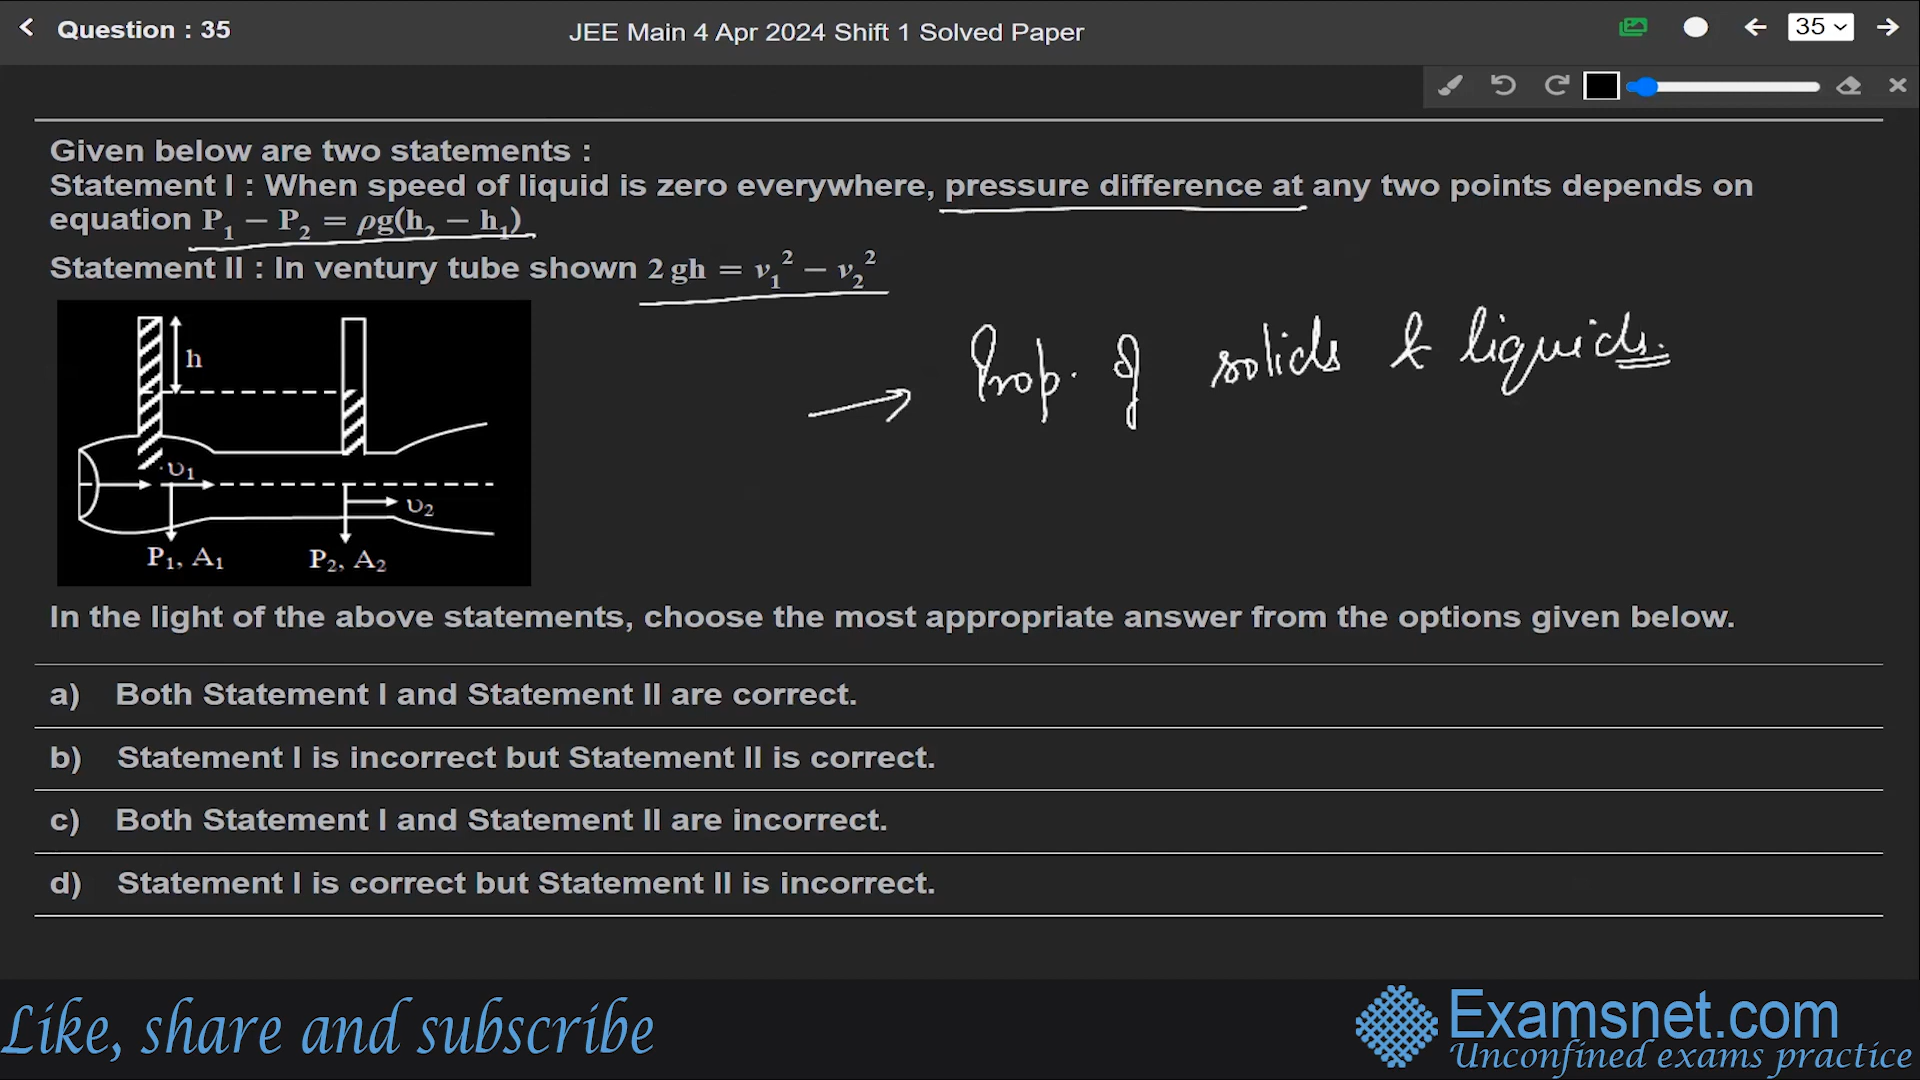 Question : 35
JEE Main 4 Apr 2024 Shift 1 Solved Paper
35
Given below are two statements :
Statement I : When speed of liquid is zero everywhere, pressure difference at any two points depends on
equation P₁ − P₂ = ρg(h₂ − h₁)
Statement II : In ventury tube shown 2 gh = v₁² − v₂²
Prop. of solids & liquids.
h
υ₁
υ₂
P₁, A₁
P₂, A₂
In the light of the above statements, choose the most appropriate answer from the options given below.
a) Both Statement I and Statement II are correct.
b) Statement I is incorrect but Statement II is correct.
c) Both Statement I and Statement II are incorrect.
d) Statement I is correct but Statement II is incorrect.
Like, share and subscribe
Examsnet.com
Unconfined exams practice